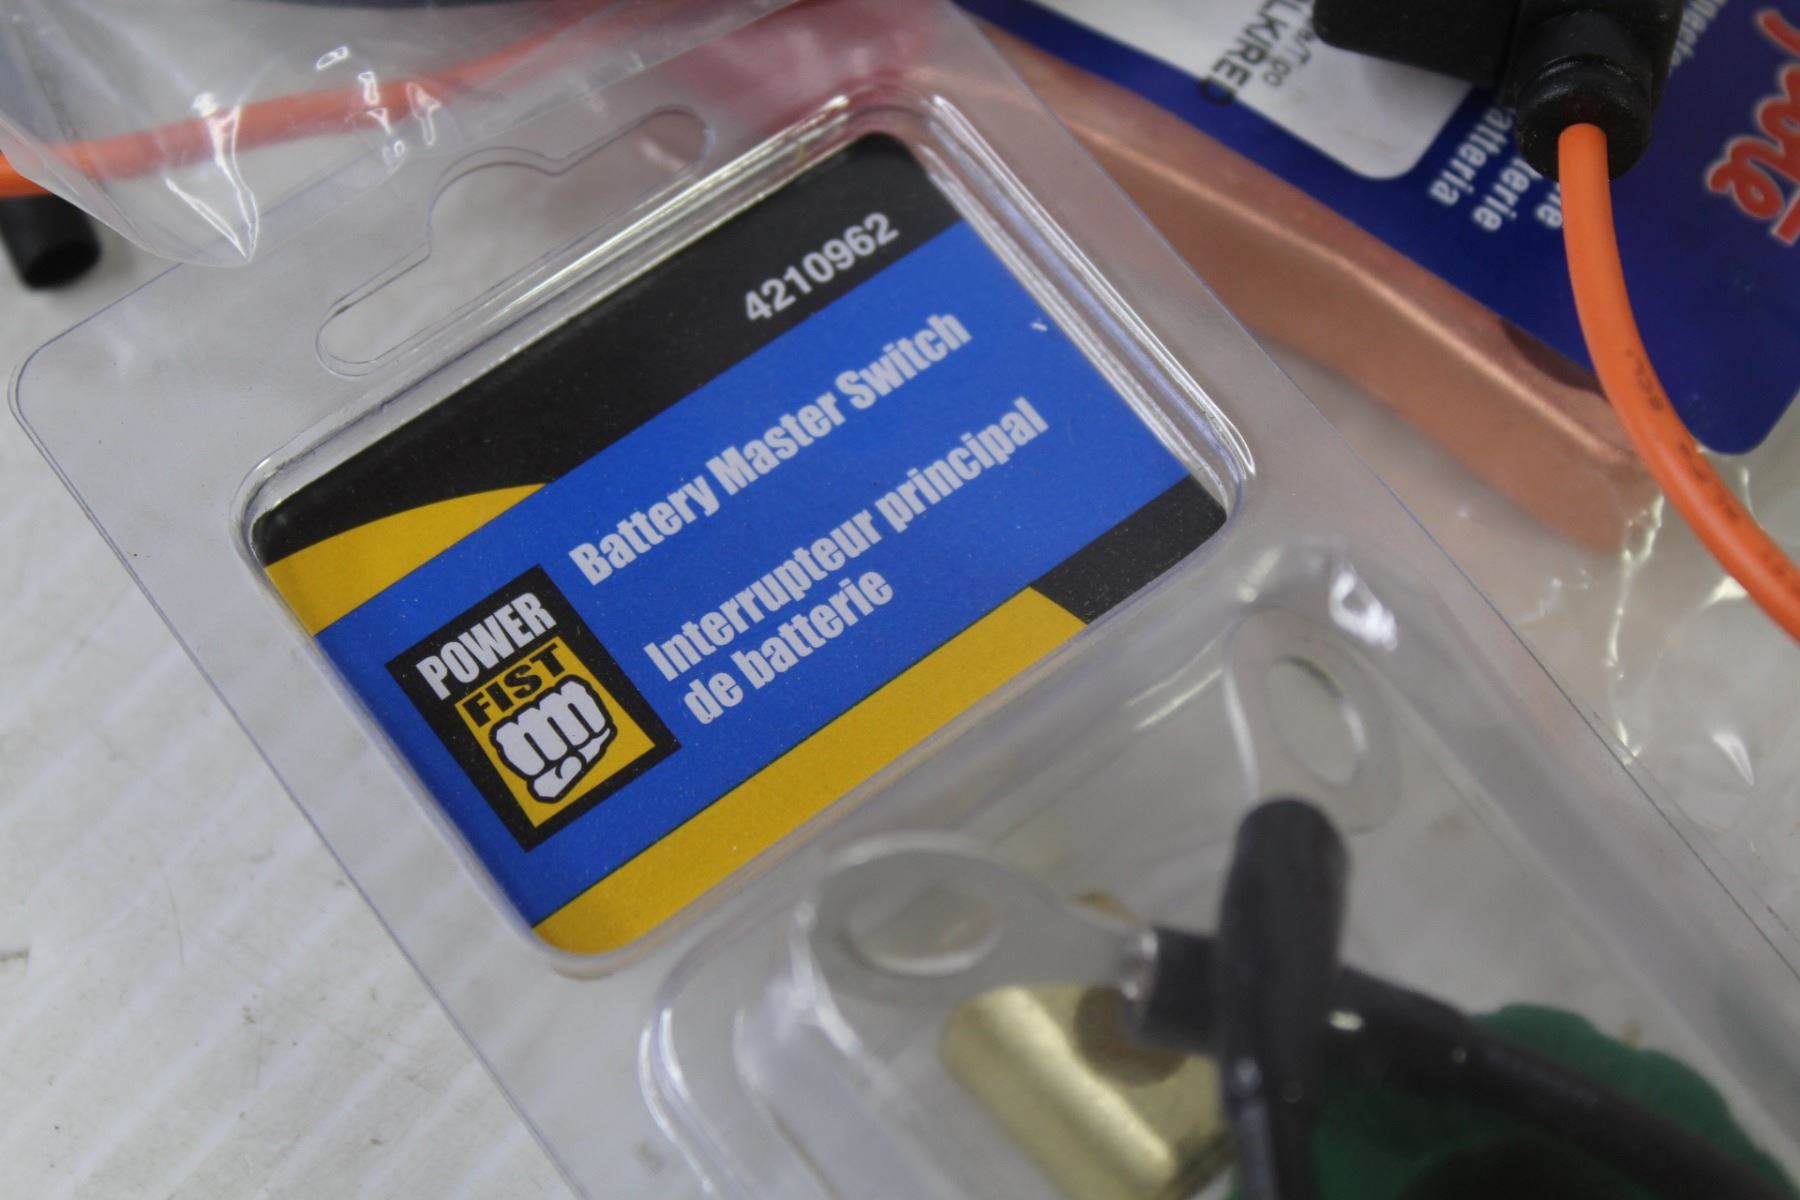 4210962
Battery Master Switch
Interrupteur principal
de batterie
POWER
FIST